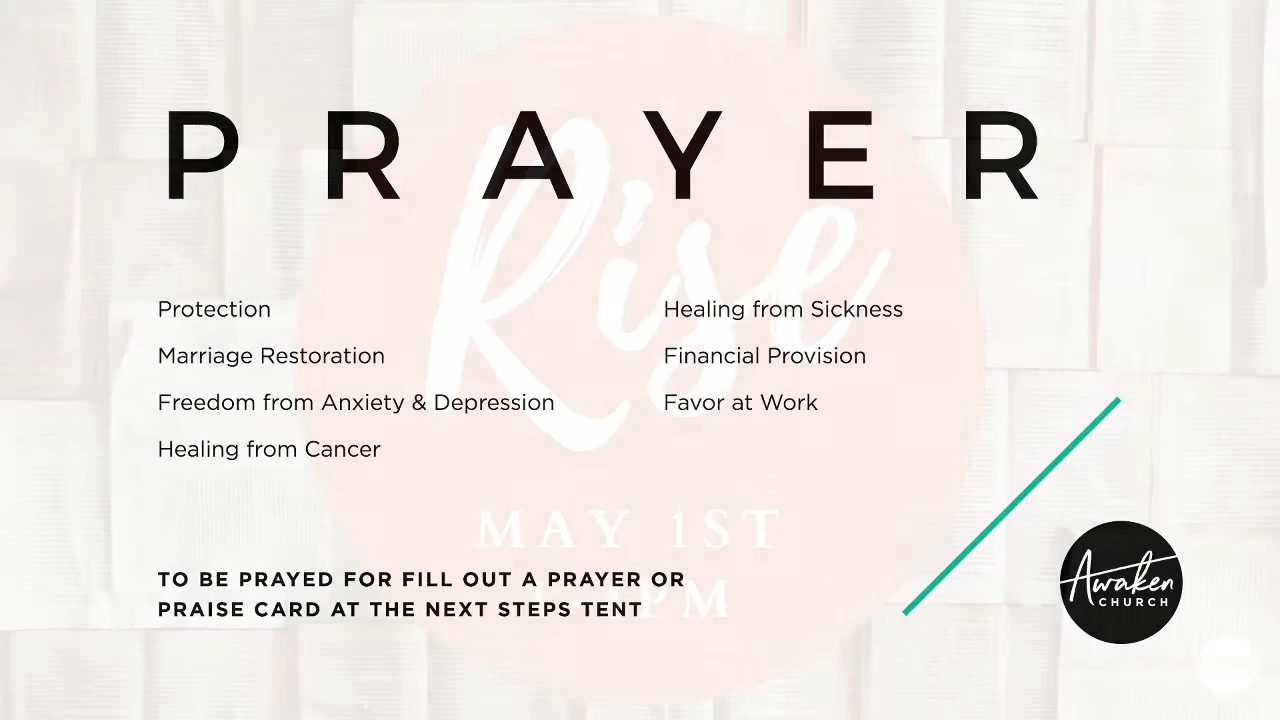 PRAYER
Rise
Protection
Marriage Restoration
Freedom from Anxiety & Depression
Healing from Cancer
Healing from Sickness
Financial Provision
Favor at Work
MAY 1ST
PM
TO BE PRAYED FOR FILL OUT A PRAYER OR
PRAISE CARD AT THE NEXT STEPS TENT
Awaken
CHURCH